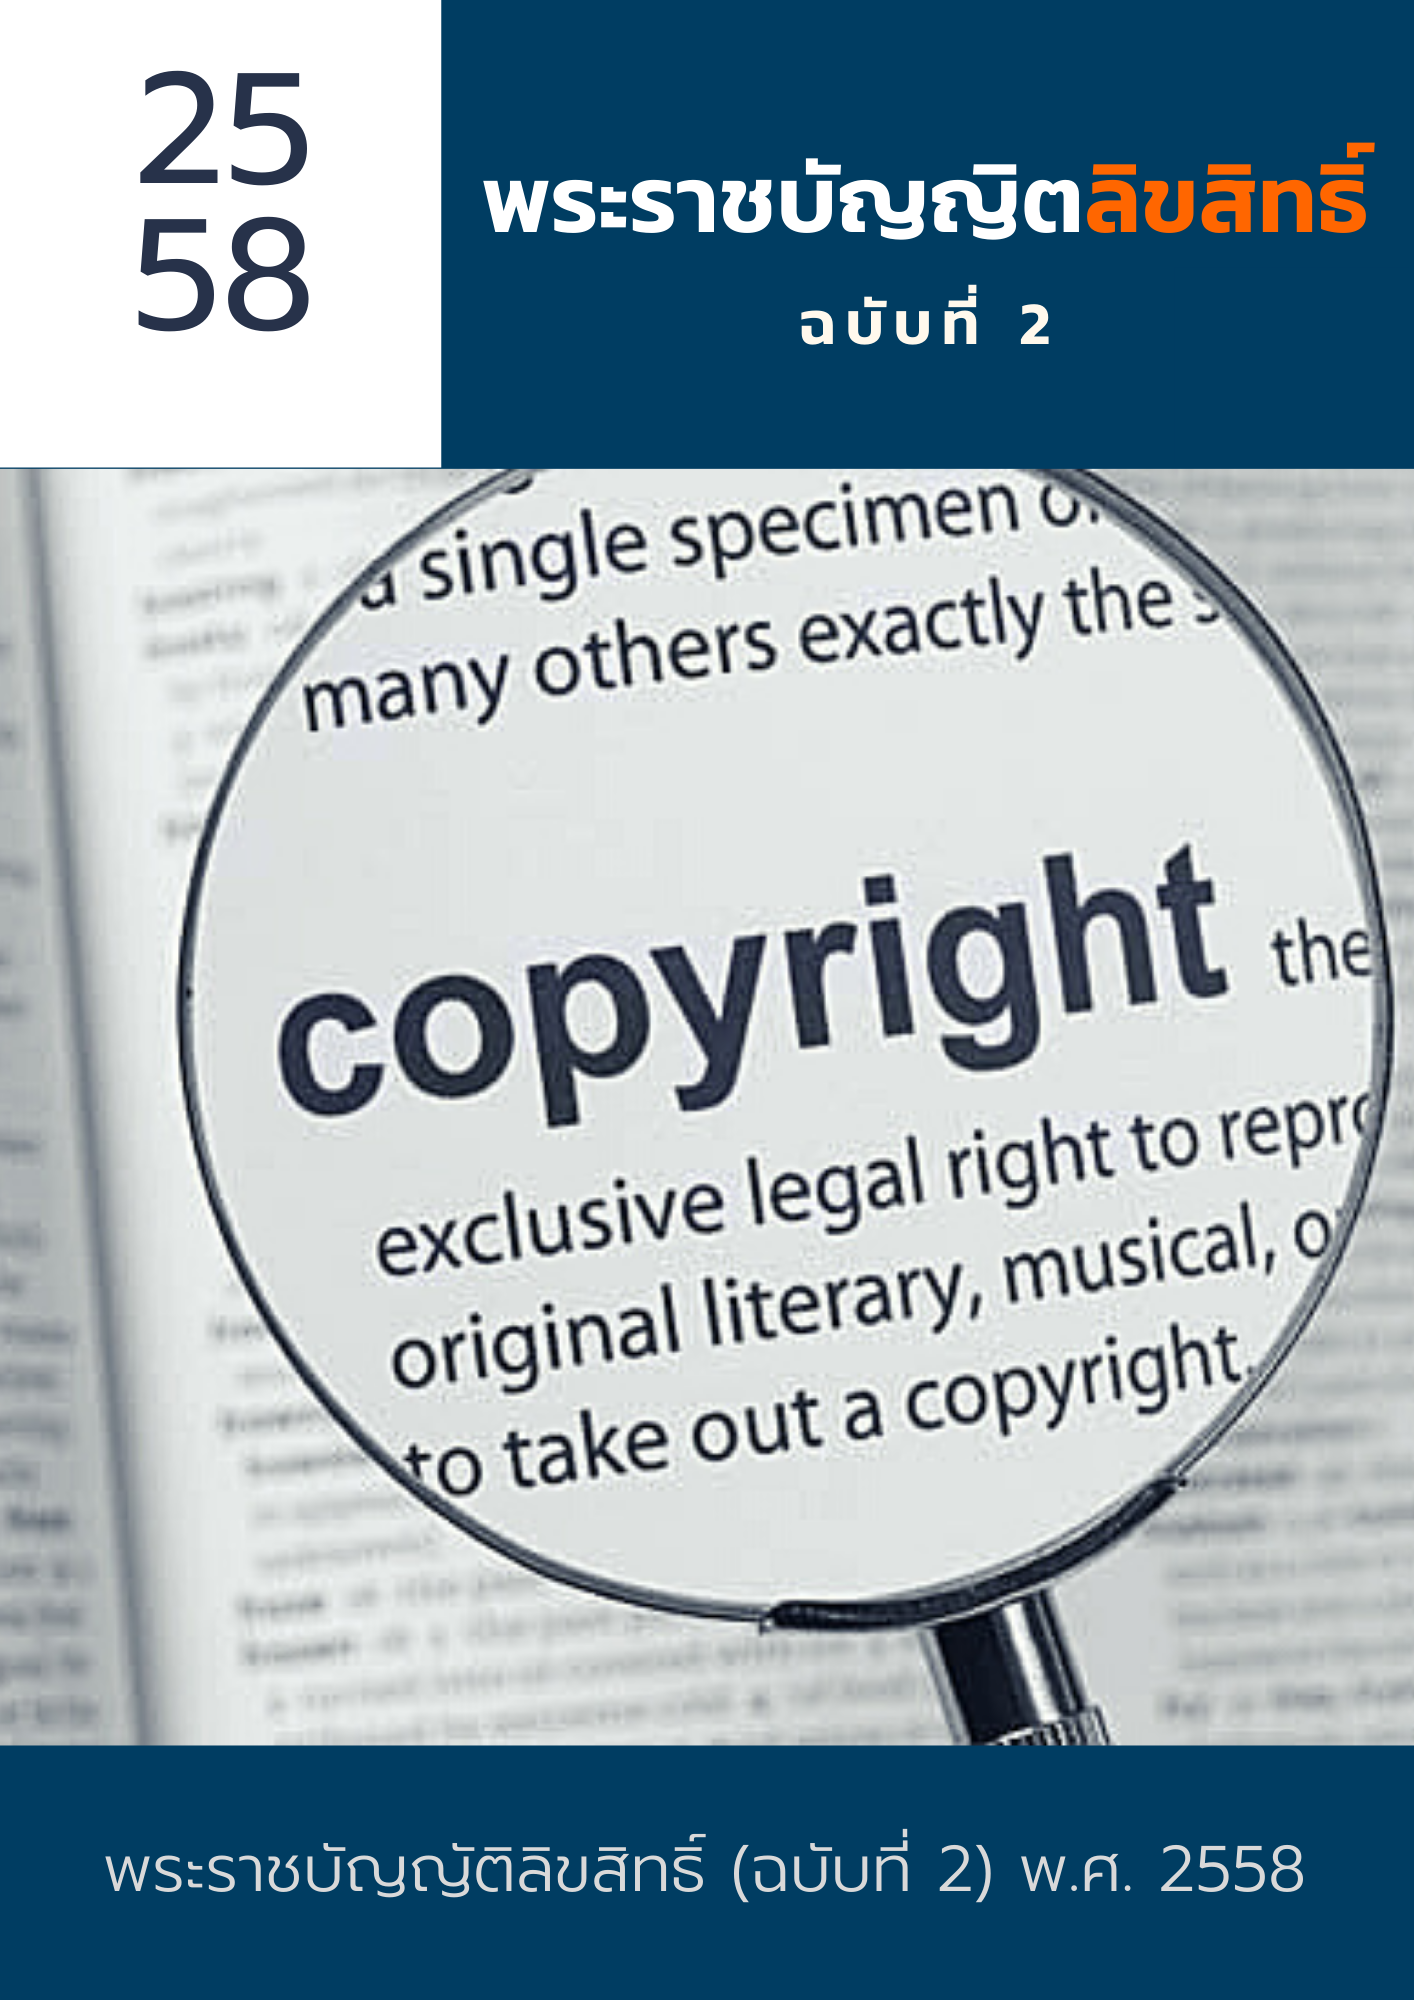 25
58
พระราชบัญญิตลิขสิทธิ์
ฉบับที่ 2
a single specimen
many others exactly the
copyright the
exclusive legal right to
original literary, musical,
to take out a copyright.
พระราชบัญญัติลิขสิทธิ์ (ฉบับที่ 2) พ.ศ. 2558